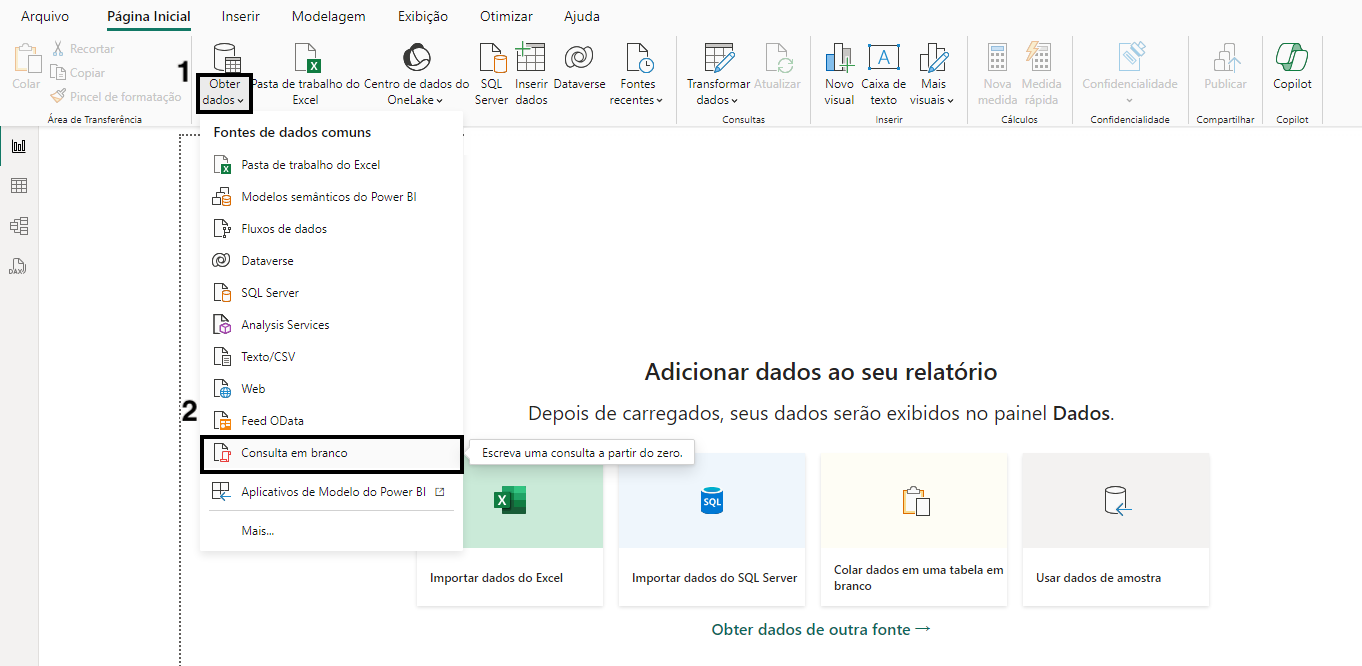 Arquivo
Página Inicial
Inserir
Modelagem
Exibição
Otimizar
Ajuda
Colar
Recortar
Copiar
Pincel de formatação
Área de Transferência
1
Obter
dados
Pasta de trabalho do
Excel
Centro de dados do
OneLake
SQL
Server
Inserir
dados
Dataverse
Fontes
recentes
Transformar
dados
Atualizar
Consultas
Novo
visual
Caixa de
texto
Mais
visuais
Inserir
Nova
medida
Medida
rápida
Cálculos
Confidencialidade
Confidencialidade
Publicar
Compartilhar
Copilot
Copilot
DAX
Fontes de dados comuns
Pasta de trabalho do Excel
Modelos semânticos do Power BI
Fluxos de dados
Dataverse
SQL Server
Analysis Services
Texto/CSV
Web
Feed OData
2
Consulta em branco
Escreva uma consulta a partir do zero.
Aplicativos de Modelo do Power BI
Mais...
Adicionar dados ao seu relatório
Depois de carregados, seus dados serão exibidos no painel Dados.
X
SQL
Importar dados do Excel
Importar dados do SQL Server
Colar dados em uma tabela em
branco
Usar dados de amostra
Obter dados de outra fonte →